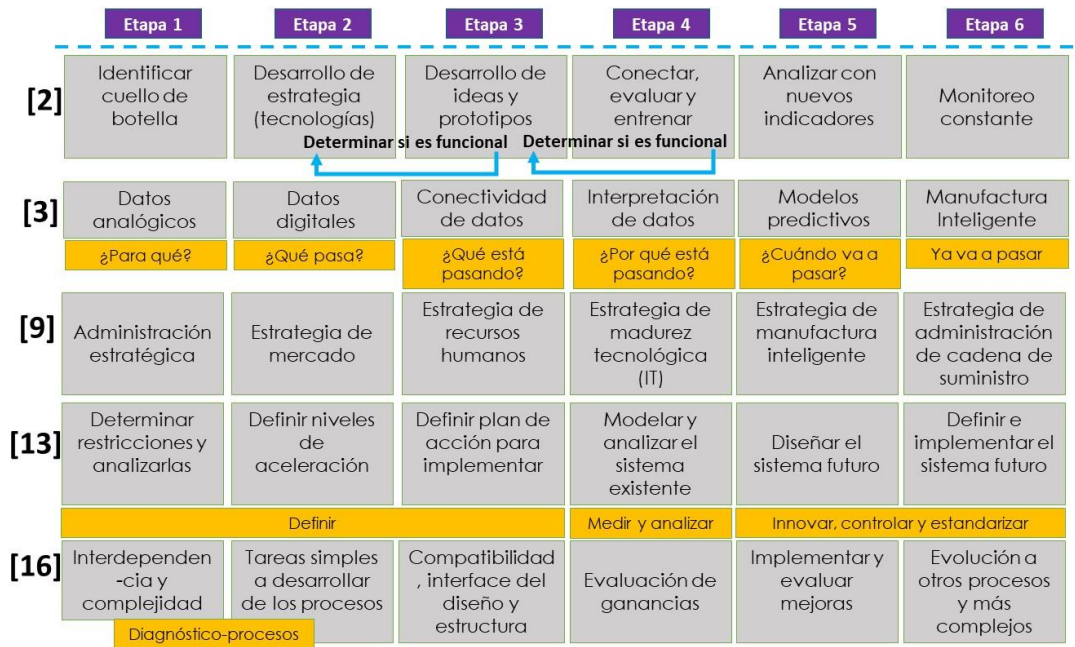 Etapa 1
Etapa 2
Etapa 3
Etapa 4
Etapa 5
Etapa 6
[2]
Identificar
cuello de
botella
Desarrollo de
estrategia
(tecnologías)
Desarrollo de
ideas y
prototipos
Conectar,
evaluar y
entrenar
Analizar con
nuevos
indicadores
Monitoreo
constante
Determinar si es funcional
Determinar si es funcional
[3]
Datos
analógicos
Datos
digitales
Conectividad
de datos
Interpretación
de datos
Modelos
predictivos
Manufactura
Inteligente
¿Para qué?
¿Qué pasa?
¿Qué está
pasando?
¿Por qué está
pasando?
¿Cuándo va a
pasar?
Ya va a pasar
[9]
Administración
estratégica
Estrategia de
mercado
Estrategia de
recursos
humanos
Estrategia de
madurez
tecnológica
(IT)
Estrategia de
manufactura
inteligente
Estrategia de
administración
de cadena de
suministro
[13]
Determinar
restricciones y
analizarlas
Definir niveles
de
aceleración
Definir plan de
acción para
implementar
Modelar y
analizar el
sistema
existente
Diseñar el
sistema futuro
Definir e
implementar el
sistema futuro
Definir
Medir y analizar
Innovar, controlar y estandarizar
[16]
Interdependen
-cia y
complejidad
Tareas simples
a desarrollar
de los procesos
Compatibilidad
, interface del
diseño y
estructura
Evaluación de
ganancias
Implementar y
evaluar
mejoras
Evolución a
otros procesos
y más
complejos
Diagnóstico-procesos